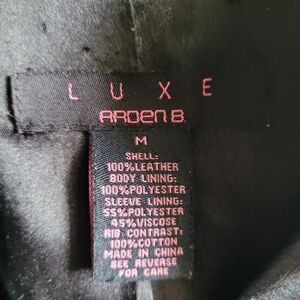 LUXE
ARDEN B.
M
SHELL:
100%LEATHER
BODY LINING:
100%POLYESTER
SLEEVE LINING:
55%POLYESTER
45%VISCOSE
RIB CONTRAST:
100%COTTON
MADE IN CHINA
SEE REVERSE
FOR CARE